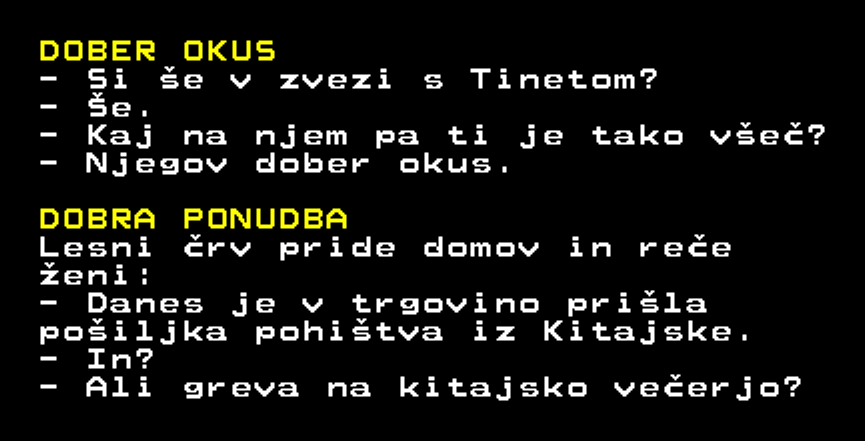 DOBER OKUS
- Si še v zvezi s Tinetom?
- Še.
- Kaj na njem pa ti je tako všeč?
- Njegov dober okus.
DOBRA PONUDBA
Lesni črv pride domov in reče
ženi:
- Danes je v trgovino prišla
pošiljka pohištva iz Kitajske.
- In?
- Ali greva na kitajsko večerjo?